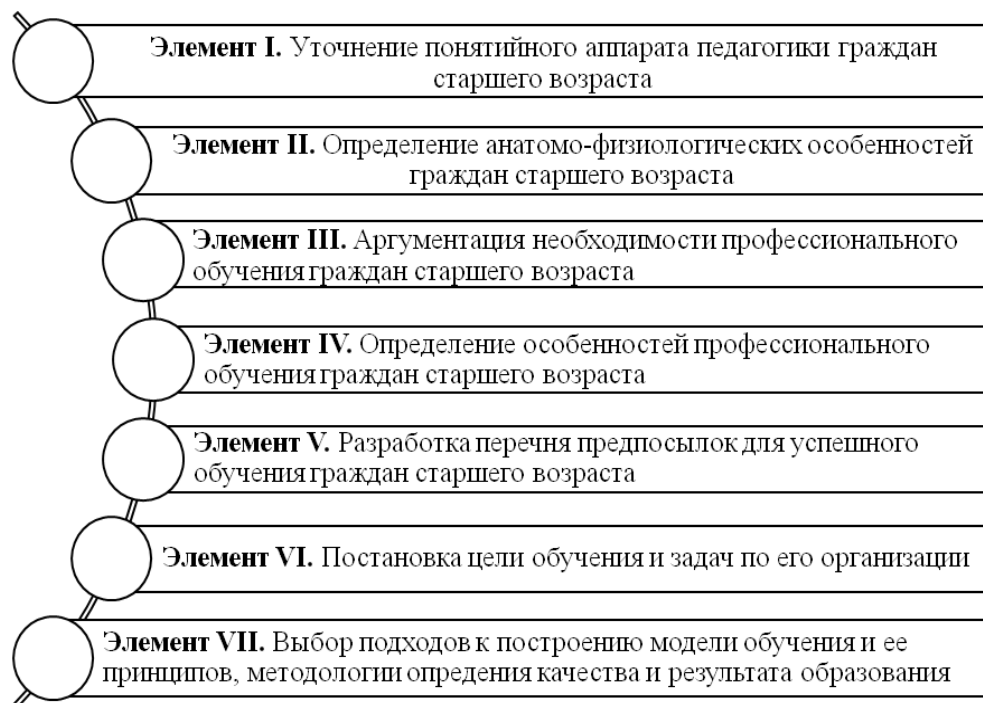 Элемент I. Уточнение понятийного аппарата педагогики граждан
старшего возраста
Элемент II. Определение анатомо-физиологических особенностей
граждан старшего возраста
Элемент III. Аргументация необходимости профессионального
обучения граждан старшего возраста
Элемент IV. Определение особенностей профессионального
обучения граждан старшего возраста
Элемент V. Разработка перечня предпосылок для успешного
обучения граждан старшего возраста
Элемент VI. Постановка цели обучения и задач по его организации
Элемент VII. Выбор подходов к построению модели обучения и ее
принципов, методологии опредения качества и результата образования